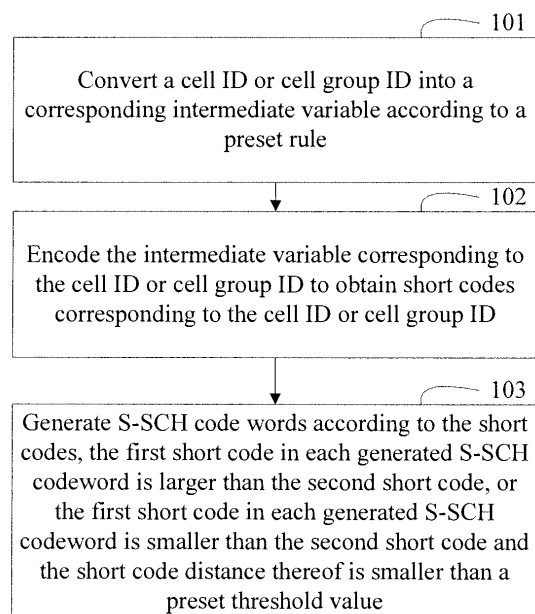 101
Convert a cell ID or cell group ID into a
corresponding intermediate variable according to a
preset rule
102
Encode the intermediate variable corresponding to
the cell ID or cell group ID to obtain short codes
corresponding to the cell ID or cell group ID
103
Generate S-SCH code words according to the short
codes, the first short code in each generated S-SCH
codeword is larger than the second short code, or
the first short code in each generated S-SCH
codeword is smaller than the second short code and
the short code distance thereof is smaller than a
preset threshold value